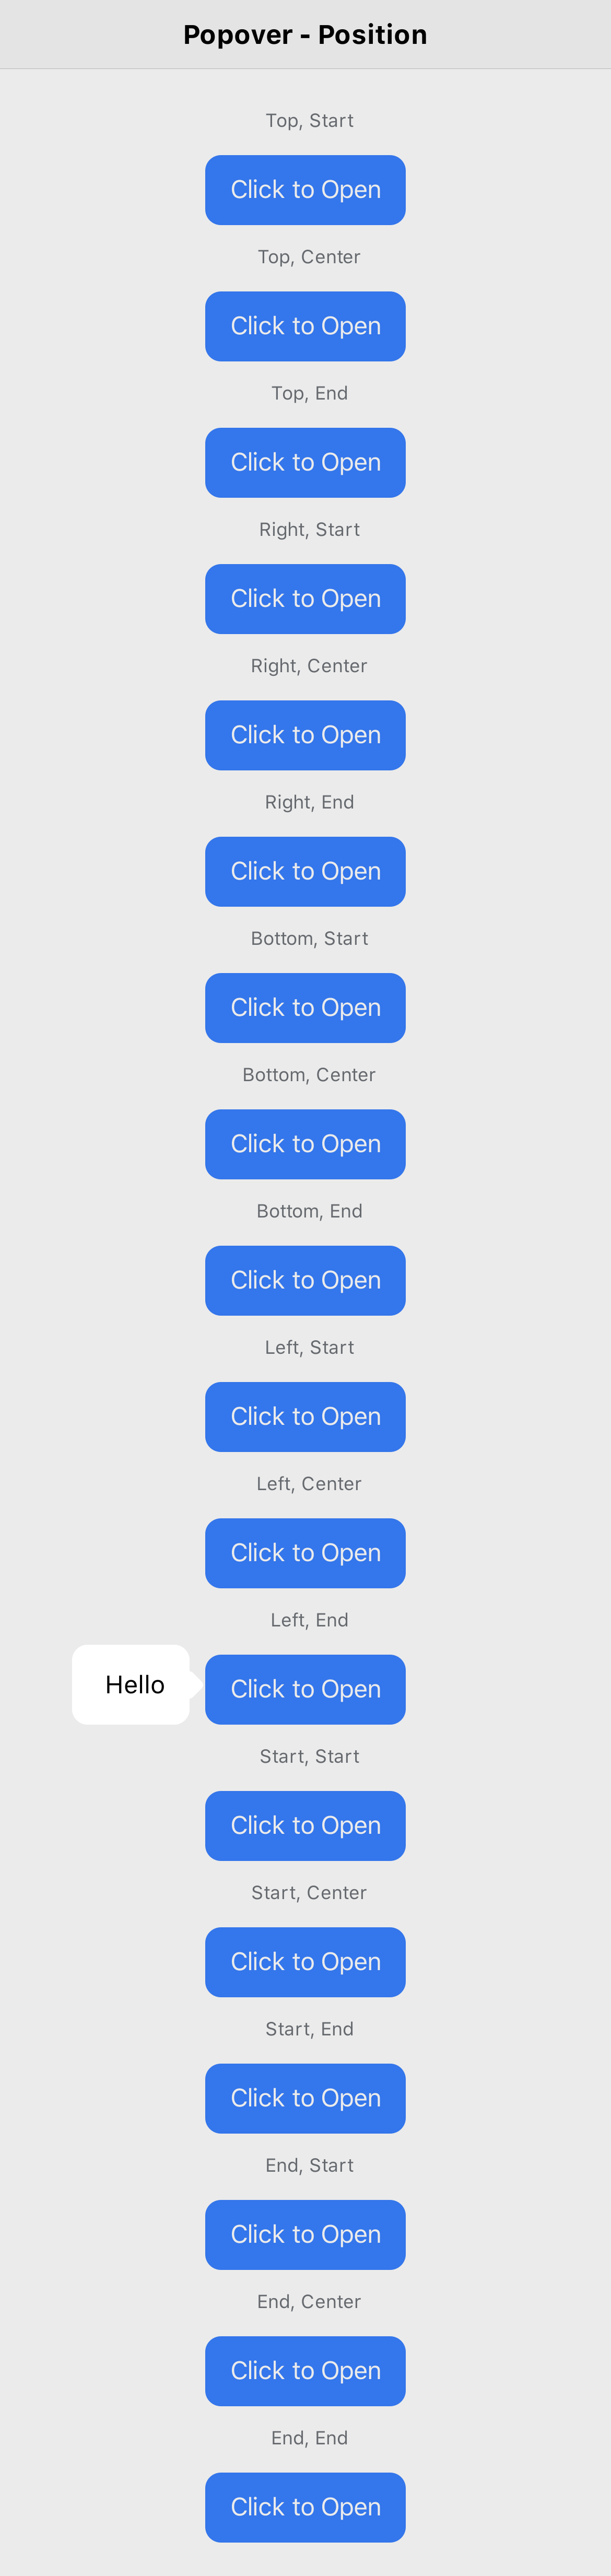 Popover - Position
Top, Start
Click to Open
Top, Center
Click to Open
Top, End
Click to Open
Right, Start
Click to Open
Right, Center
Click to Open
Right, End
Click to Open
Bottom, Start
Click to Open
Bottom, Center
Click to Open
Bottom, End
Click to Open
Left, Start
Click to Open
Left, Center
Click to Open
Left, End
Hello
Click to Open
Start, Start
Click to Open
Start, Center
Click to Open
Start, End
Click to Open
End, Start
Click to Open
End, Center
Click to Open
End, End
Click to Open